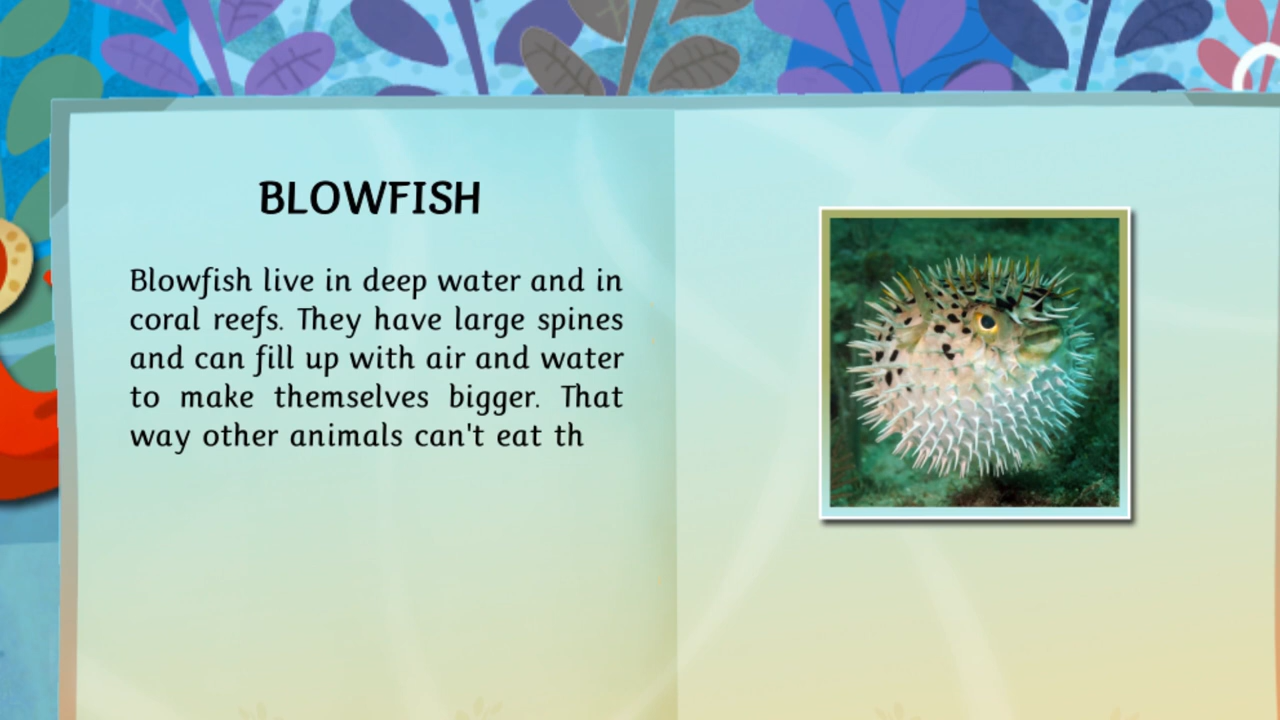 BLOWFISH
Blowfish live in deep water and in
coral reefs. They have large spines
and can fill up with air and water
to make themselves bigger. That
way other animals can't eat th